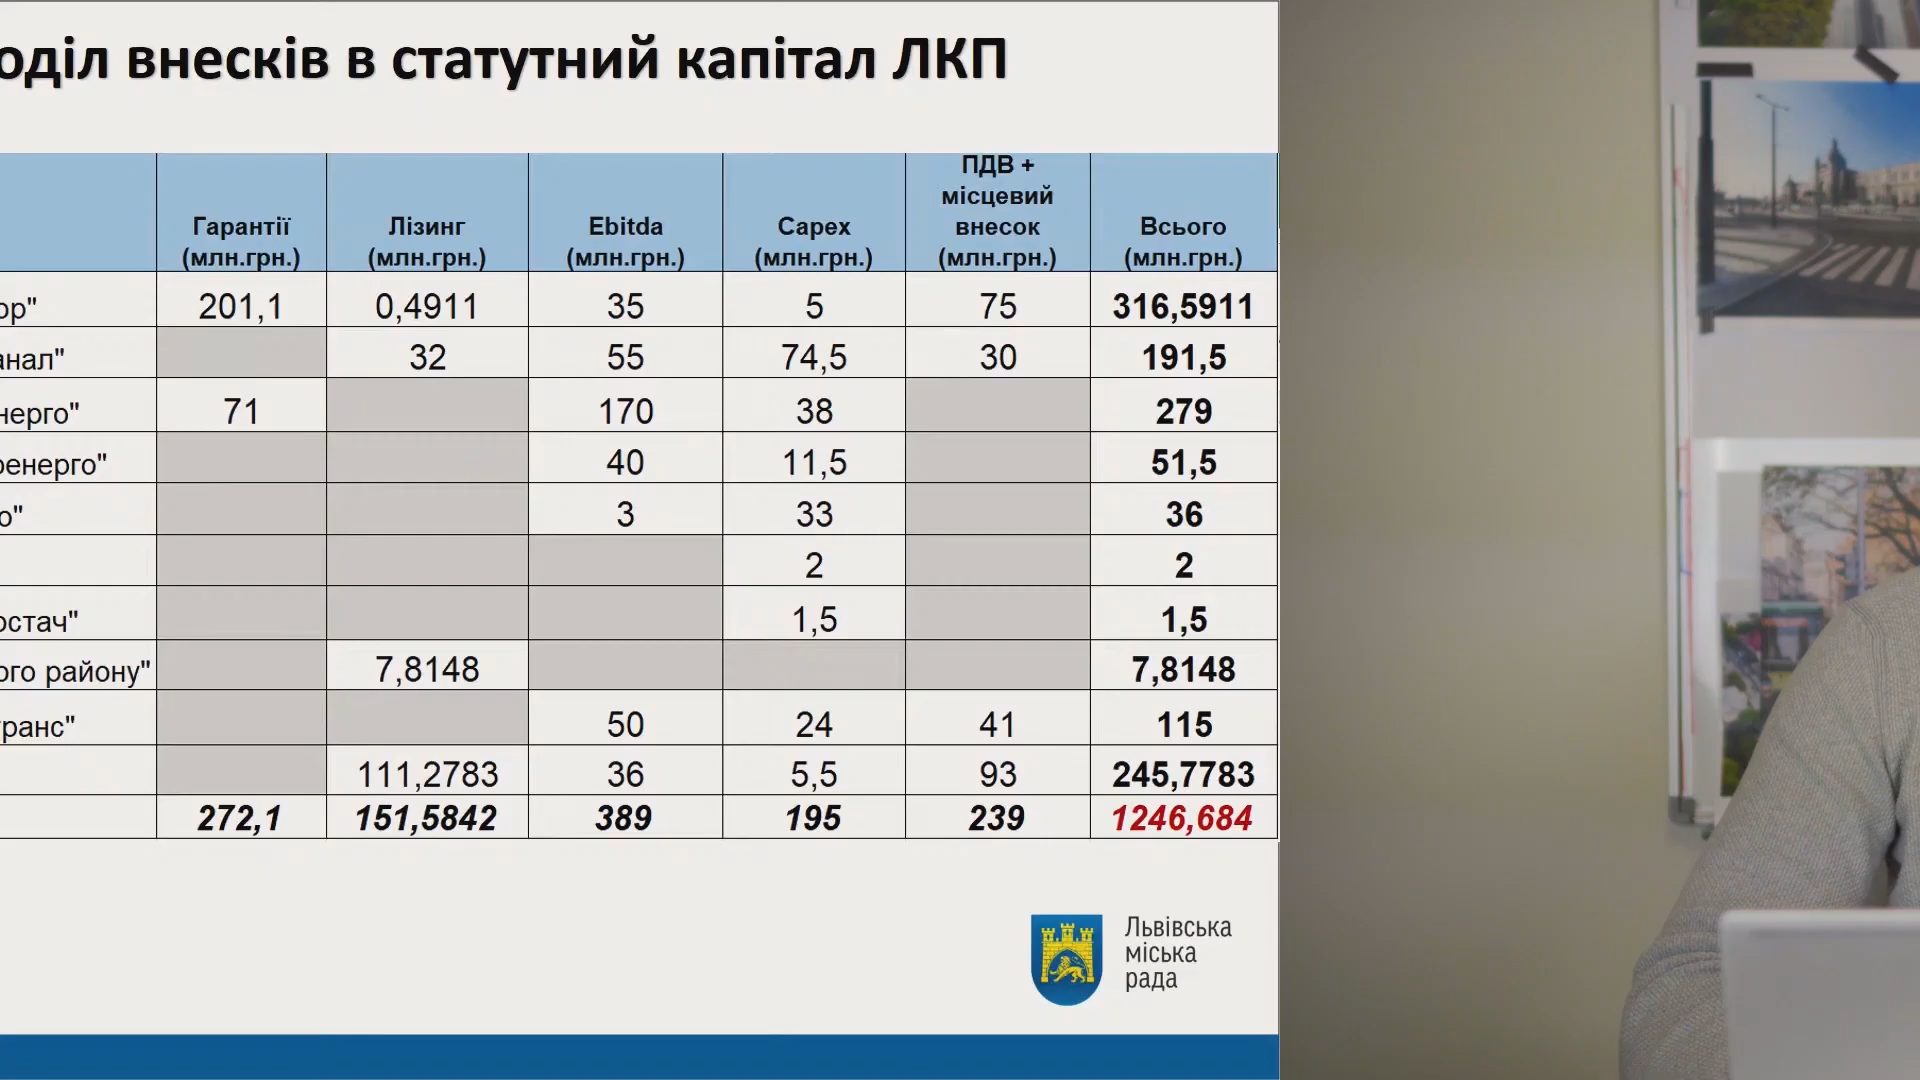 оділ внесків в статутний капітал ЛКП
Гарантії (млн.грн.) Лізинг (млн.грн.) Ebitda (млн.грн.) Capex (млн.грн.) ПДВ + місцевий внесок (млн.грн.) Всього (млн.грн.)
ор" 201,1 0,4911 35 5 75 316,5911
анал" 32 55 74,5 30 191,5
нерго" 71 170 38 279
ренерго" 40 11,5 51,5
о" 3 33 36
2 2
остач" 1,5 1,5
ого району" 7,8148 7,8148
транс" 50 24 41 115
111,2783 36 5,5 93 245,7783
272,1 151,5842 389 195 239 1246,684
Львівська
міська
рада